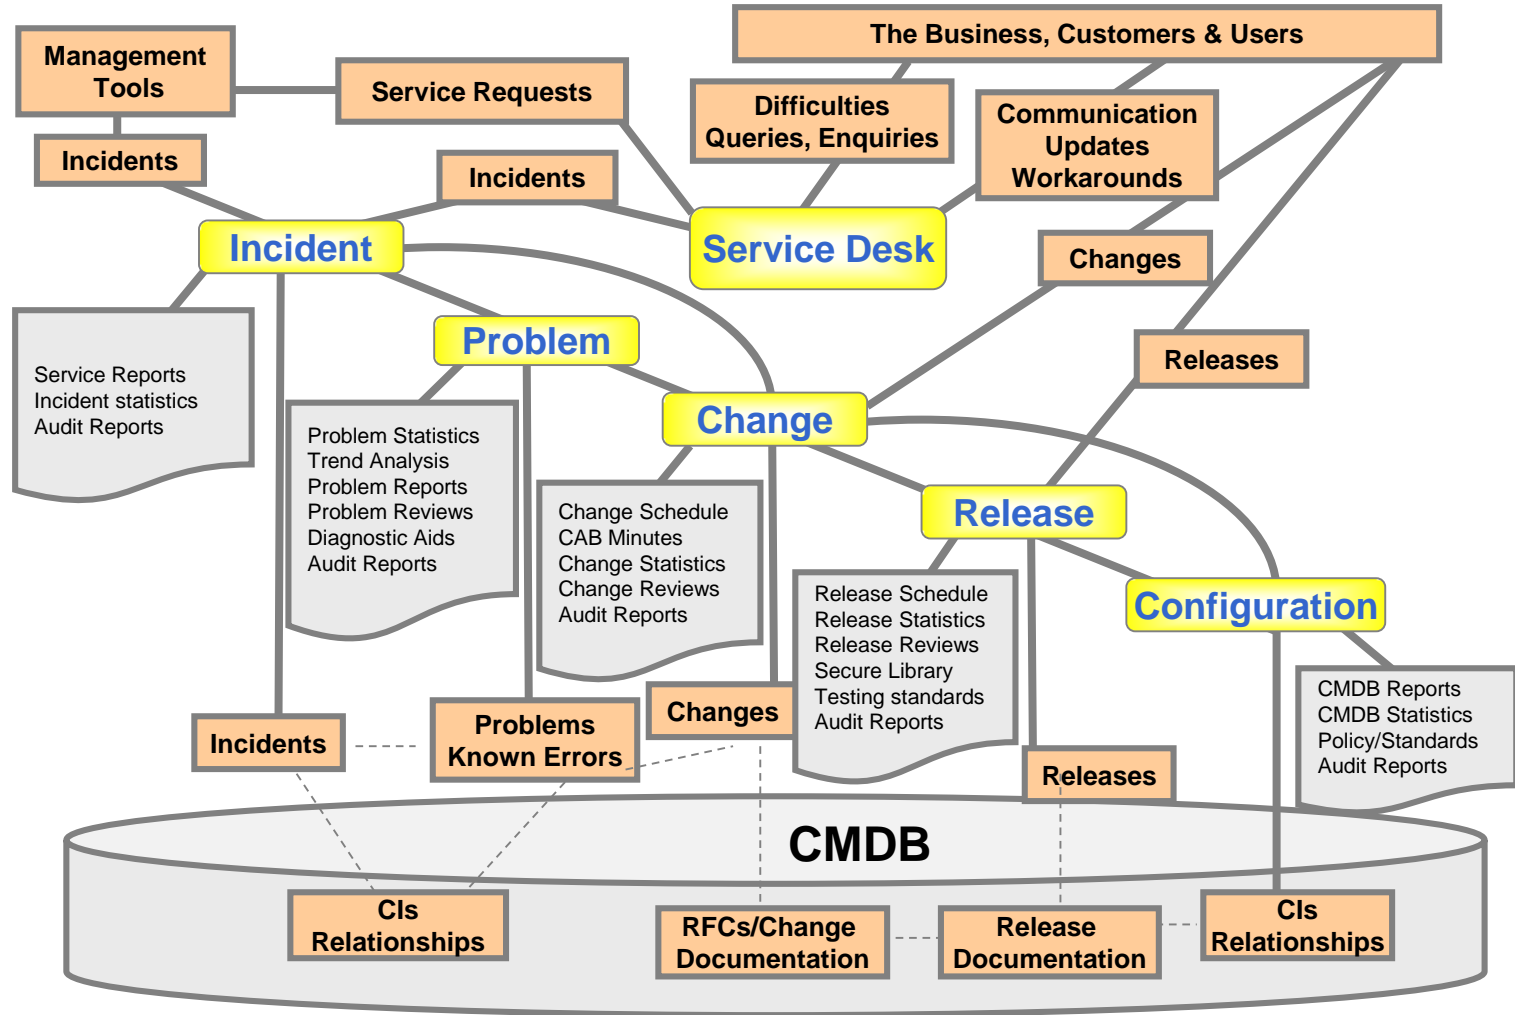 Management
Tools
Service Requests
The Business, Customers & Users
Difficulties
Queries, Enquiries
Communication
Updates
Workarounds
Incidents
Incidents
Incident
Service Desk
Changes
Problem
Releases
Service Reports
Incident statistics
Audit Reports
Change
Problem Statistics
Trend Analysis
Problem Reports
Problem Reviews
Diagnostic Aids
Audit Reports
Release
Change Schedule
CAB Minutes
Change Statistics
Change Reviews
Audit Reports
Configuration
Release Schedule
Release Statistics
Release Reviews
Secure Library
Testing standards
Audit Reports
CMDB Reports
CMDB Statistics
Policy/Standards
Audit Reports
Incidents
Problems
Known Errors
Changes
Releases
CMDB
CIs
Relationships
RFCs/Change
Documentation
Release
Documentation
CIs
Relationships